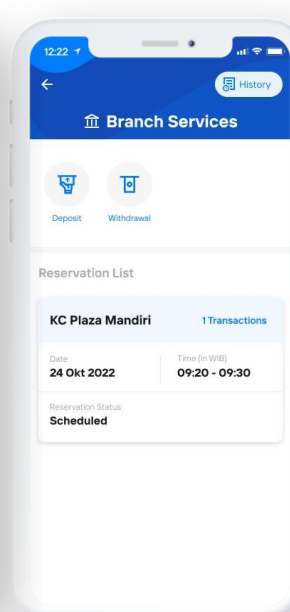 12:22
History
Branch Services
Deposit Withdrawal
Reservation List
KC Plaza Mandiri 1 Transactions
Date Time (in WIB)
24 Okt 2022 09:20 - 09:30
Reservation Status
Scheduled